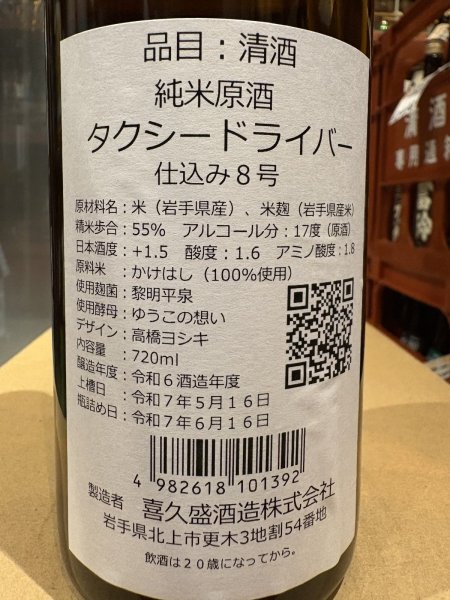 品目：清酒
純米原酒
タクシードライバー
仕込み８号
原材料名：米（岩手県産）、米麹（岩手県産米）
精米歩合：55%　アルコール分：17度（原酒）
日本酒度：+1.5　酸度：1.6　アミノ酸度：1.8
原料米：かけはし（100%使用）
使用麹菌：黎明平泉
使用酵母：ゆうこの想い
デザイン：高橋ヨシキ
内容量：720ml
醸造年度：令和６酒造年度
上槽日：令和７年５月１６日
瓶詰め日：令和７年６月１６日
4 982618 101392
製造者　喜久盛酒造株式会社
岩手県北上市更木3地割54番地
飲酒は２０歳になってから。
清酒
専用